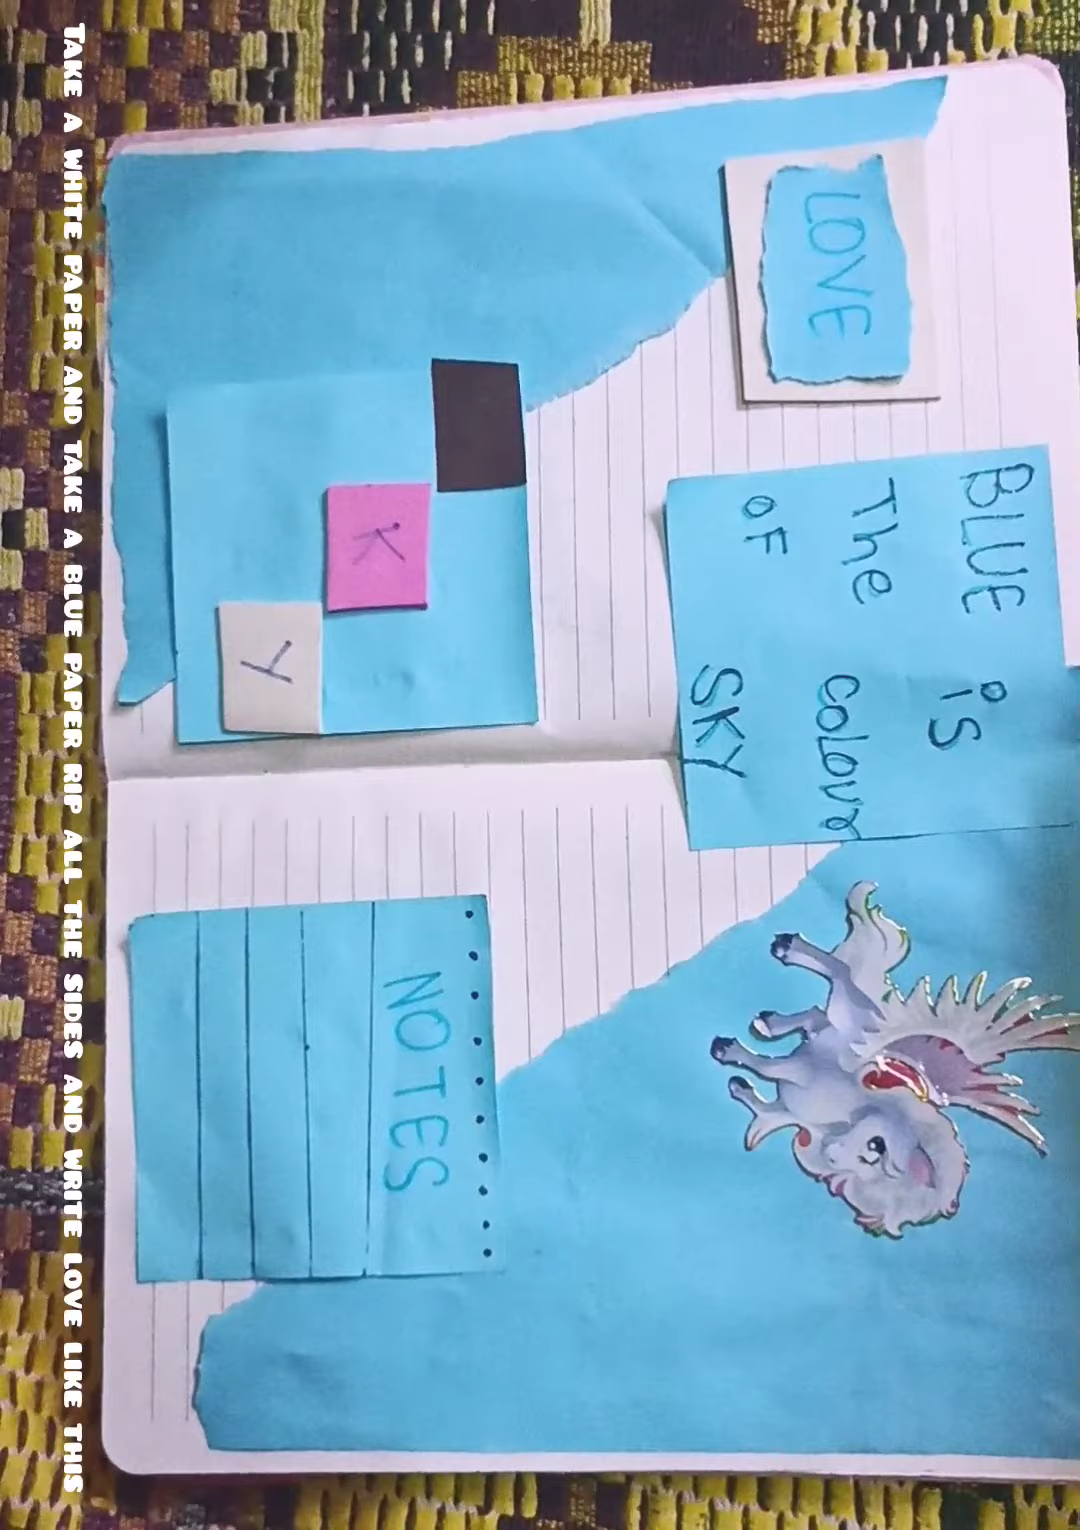 LOVE
BLUE is
The colour
OF SKY
K
Y
NOTES
TAKE A WHITE PAPER AND TAKE A BLUE PAPER RIP ALL THE SIDES AND WRITE LOVE LIKE THIS